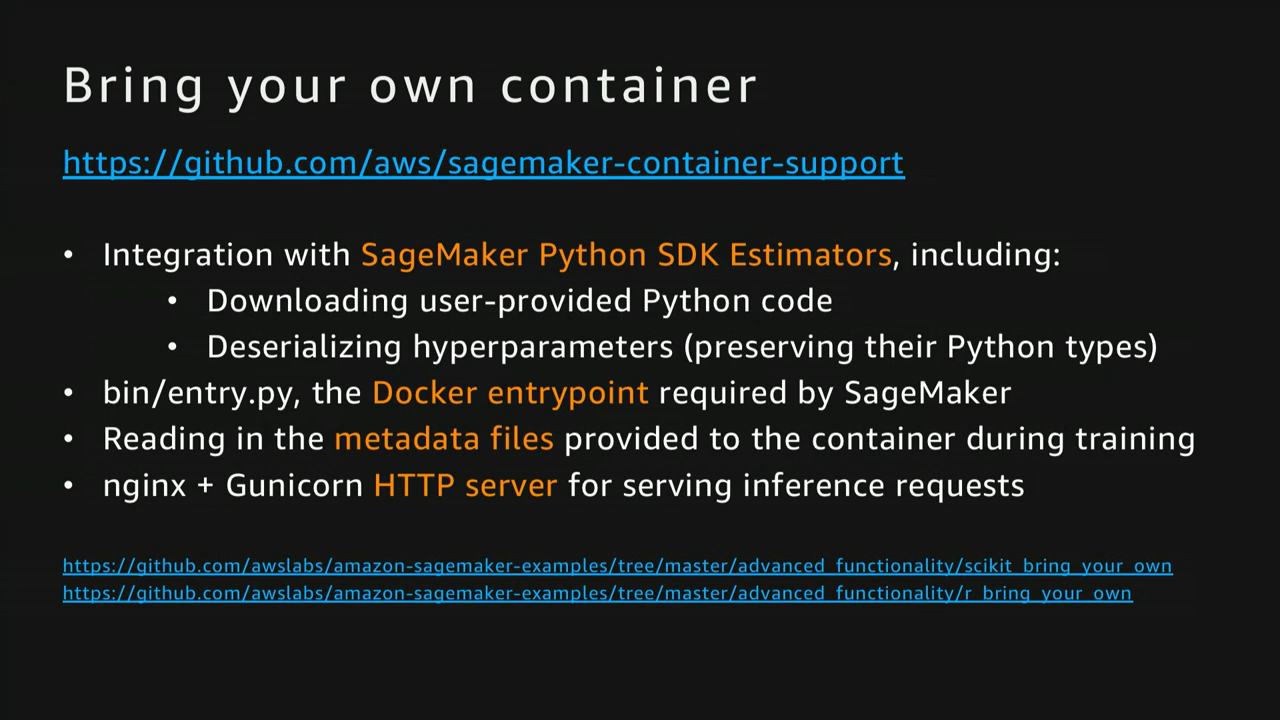 Bring your own container
https://github.com/aws/sagemaker-container-support
• Integration with SageMaker Python SDK Estimators, including:
• Downloading user-provided Python code
• Deserializing hyperparameters (preserving their Python types)
• bin/entry.py, the Docker entrypoint required by SageMaker
• Reading in the metadata files provided to the container during training
• nginx + Gunicorn HTTP server for serving inference requests
https://github.com/awslabs/amazon-sagemaker-examples/tree/master/advanced_functionality/scikit_bring_your_own
https://github.com/awslabs/amazon-sagemaker-examples/tree/master/advanced_functionality/r_bring_your_own